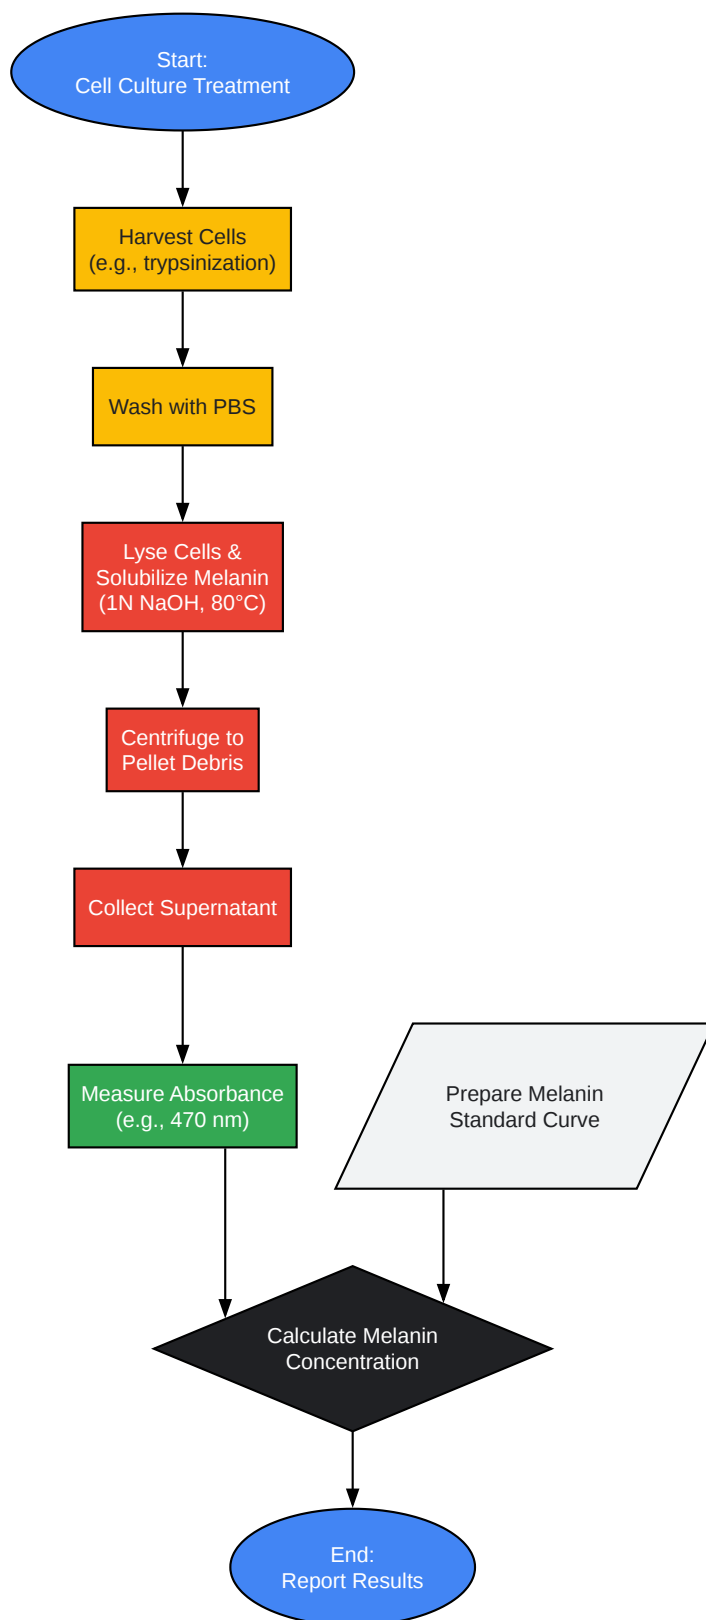 Start:
Cell Culture Treatment
Harvest Cells
(e.g., trypsinization)
Wash with PBS
Lyse Cells &
Solubilize Melanin
(1N NaOH, 80°C)
Centrifuge to
Pellet Debris
Collect Supernatant
Measure Absorbance
(e.g., 470 nm)
Prepare Melanin
Standard Curve
Calculate Melanin
Concentration
End:
Report Results